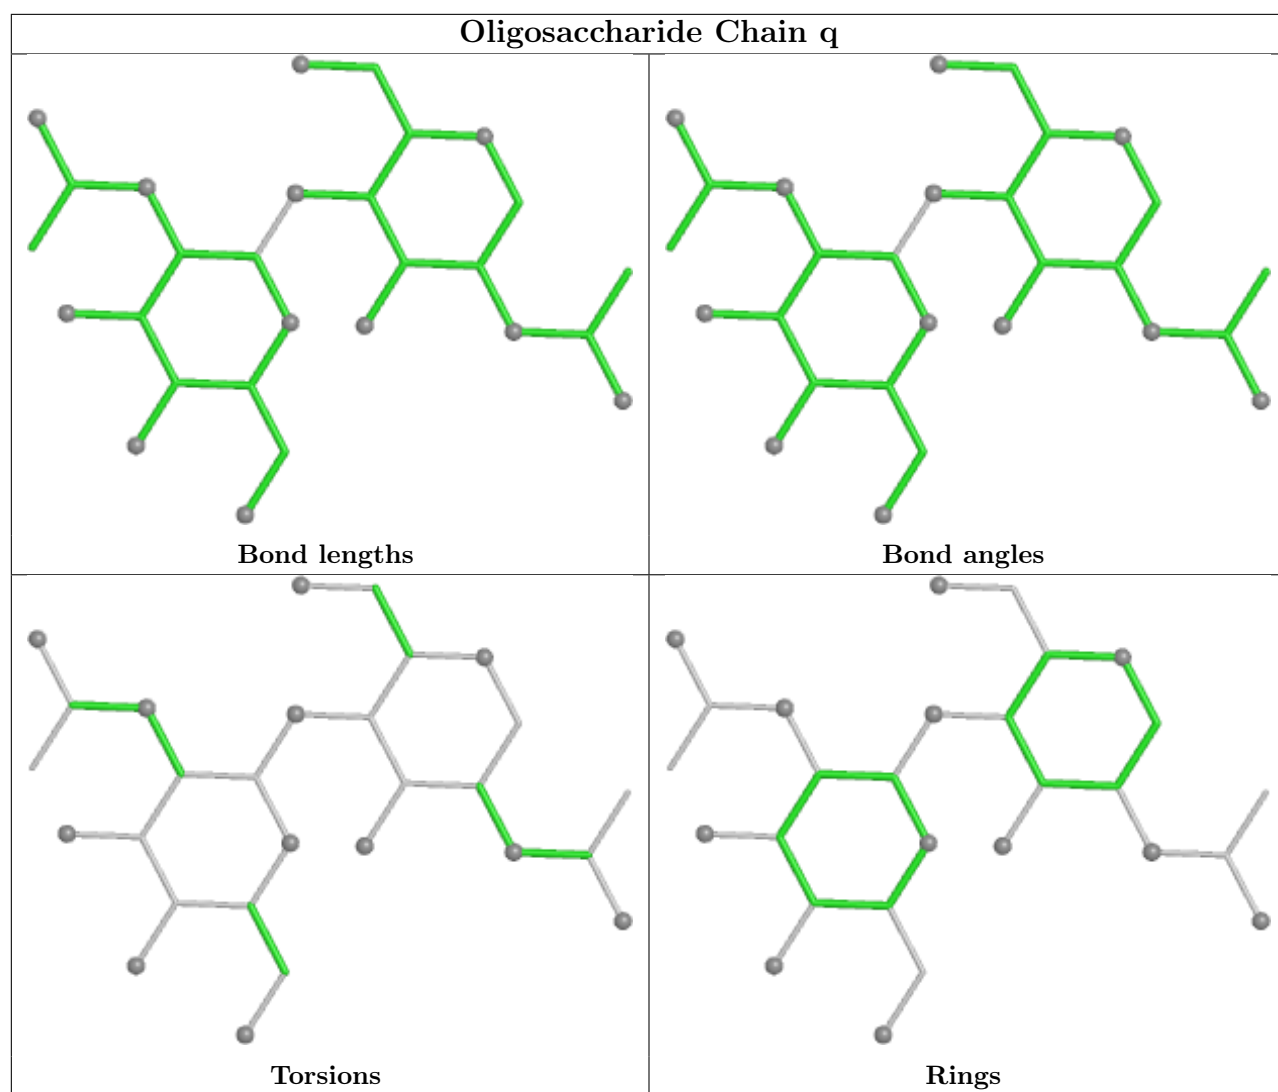 Oligosaccharide Chain q
Bond lengths
Bond angles
Torsions
Rings